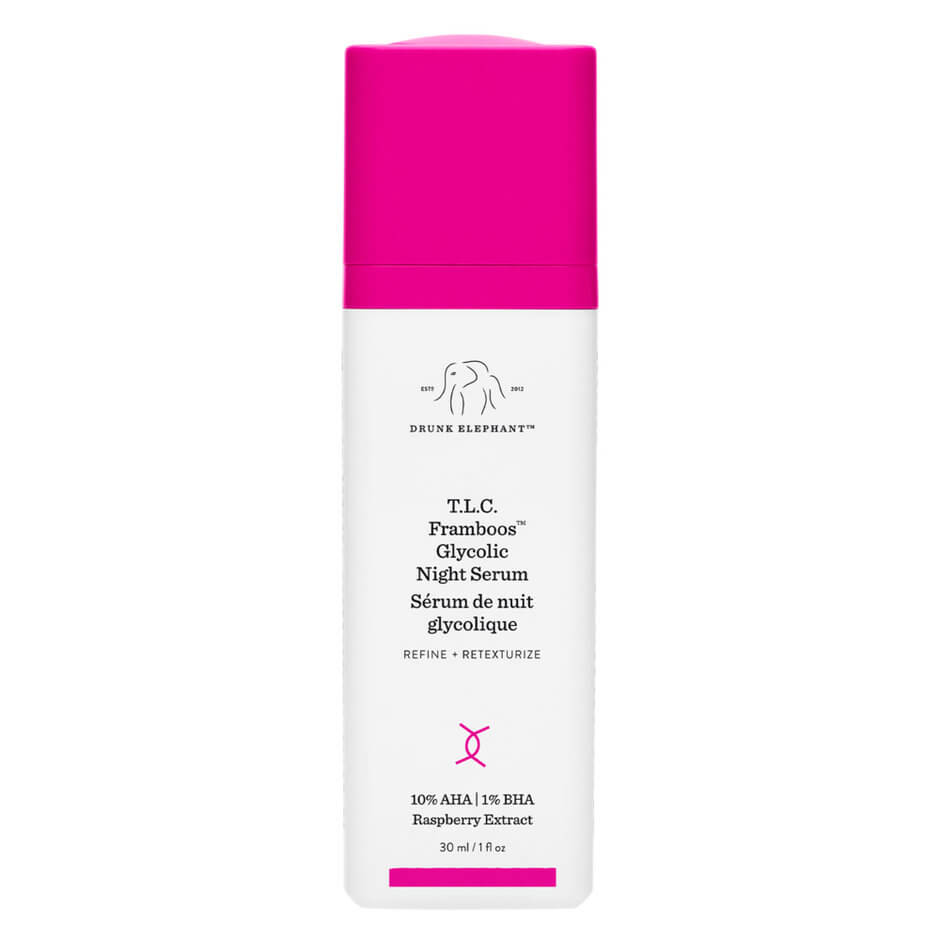 ESTD 2012
DRUNK ELEPHANT™
T.L.C.
Framboos™
Glycolic
Night Serum
Sérum de nuit
glycolique
REFINE + RETEXTURIZE
10% AHA | 1% BHA
Raspberry Extract
30 ml / 1 fl oz